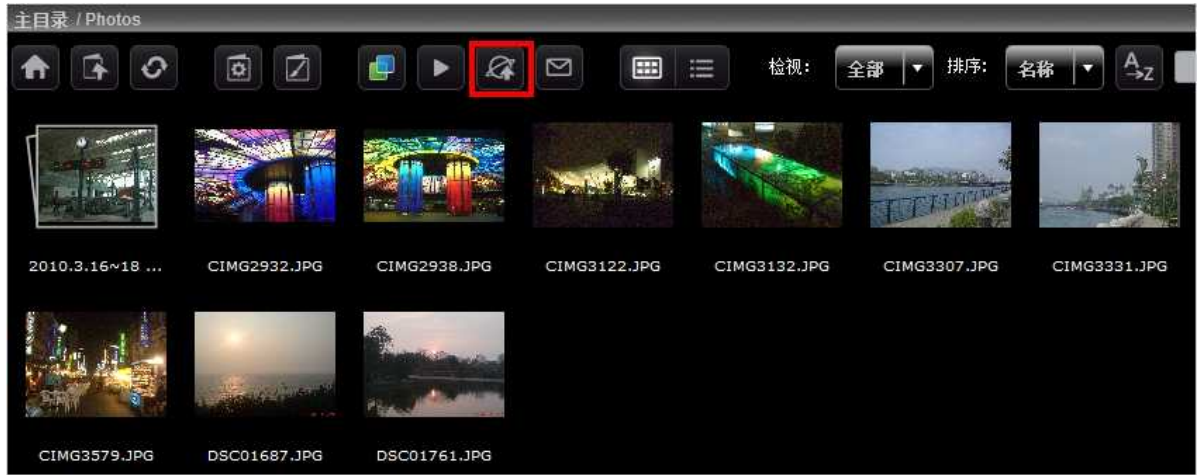 主目录 / Photos
检视: 全部 排序: 名称 A→Z
2010.3.16~18 ... CIMG2932.JPG CIMG2938.JPG CIMG3122.JPG CIMG3132.JPG CIMG3307.JPG CIMG3331.JPG
CIMG3579.JPG DSC01687.JPG DSC01761.JPG